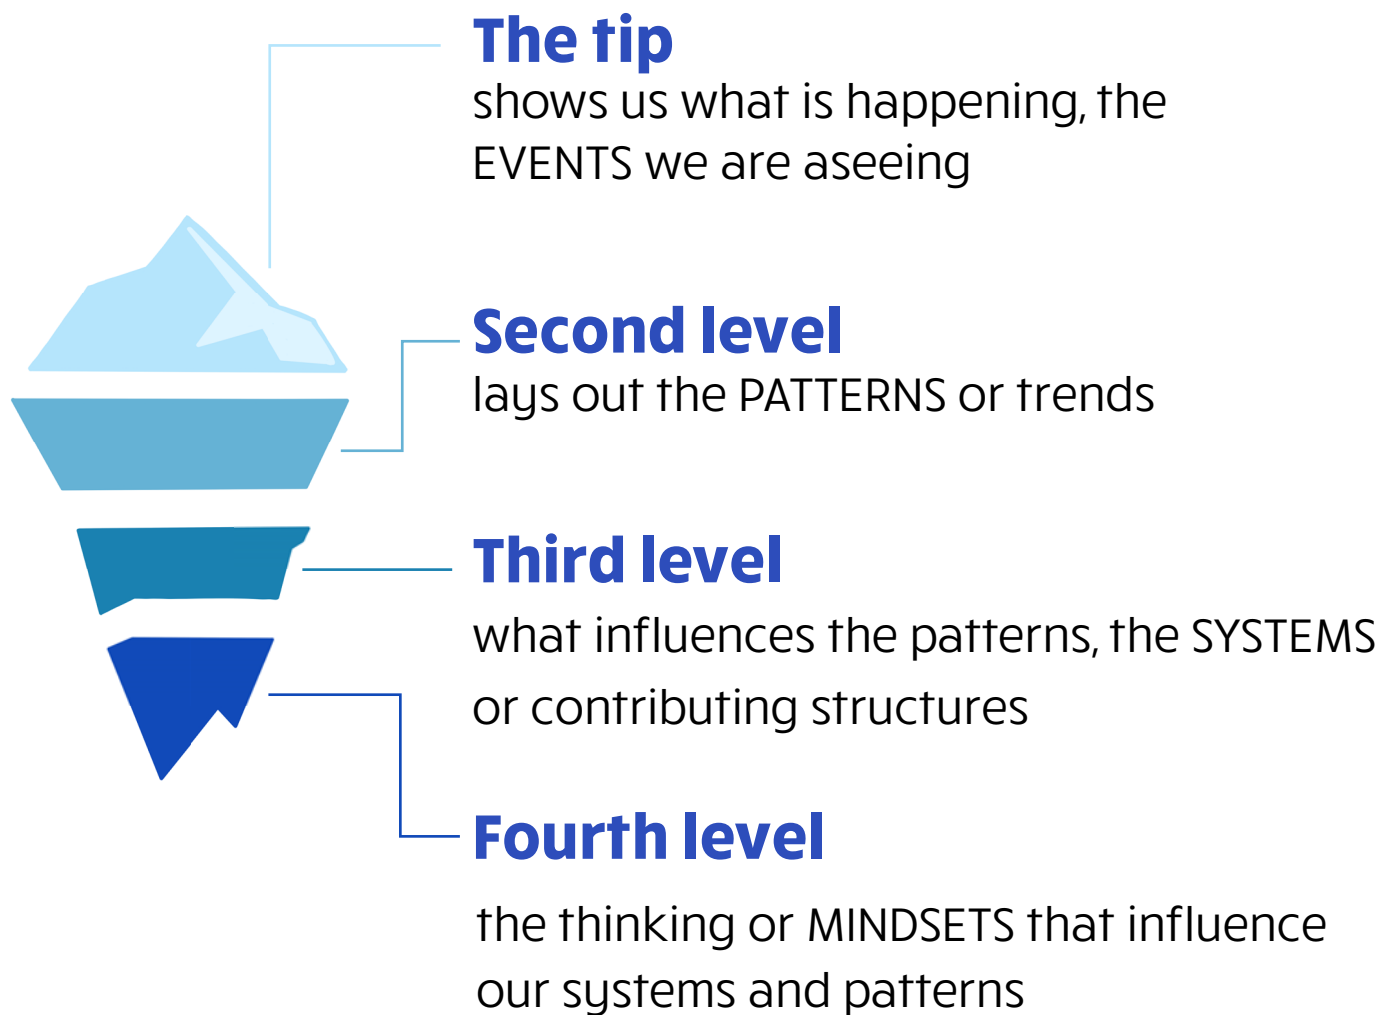 The tip
shows us what is happening, the
EVENTS we are aseeing
Second level
lays out the PATTERNS or trends
Third level
what influences the patterns, the SYSTEMS
or contributing structures
Fourth level
the thinking or MINDSETS that influence
our systems and patterns